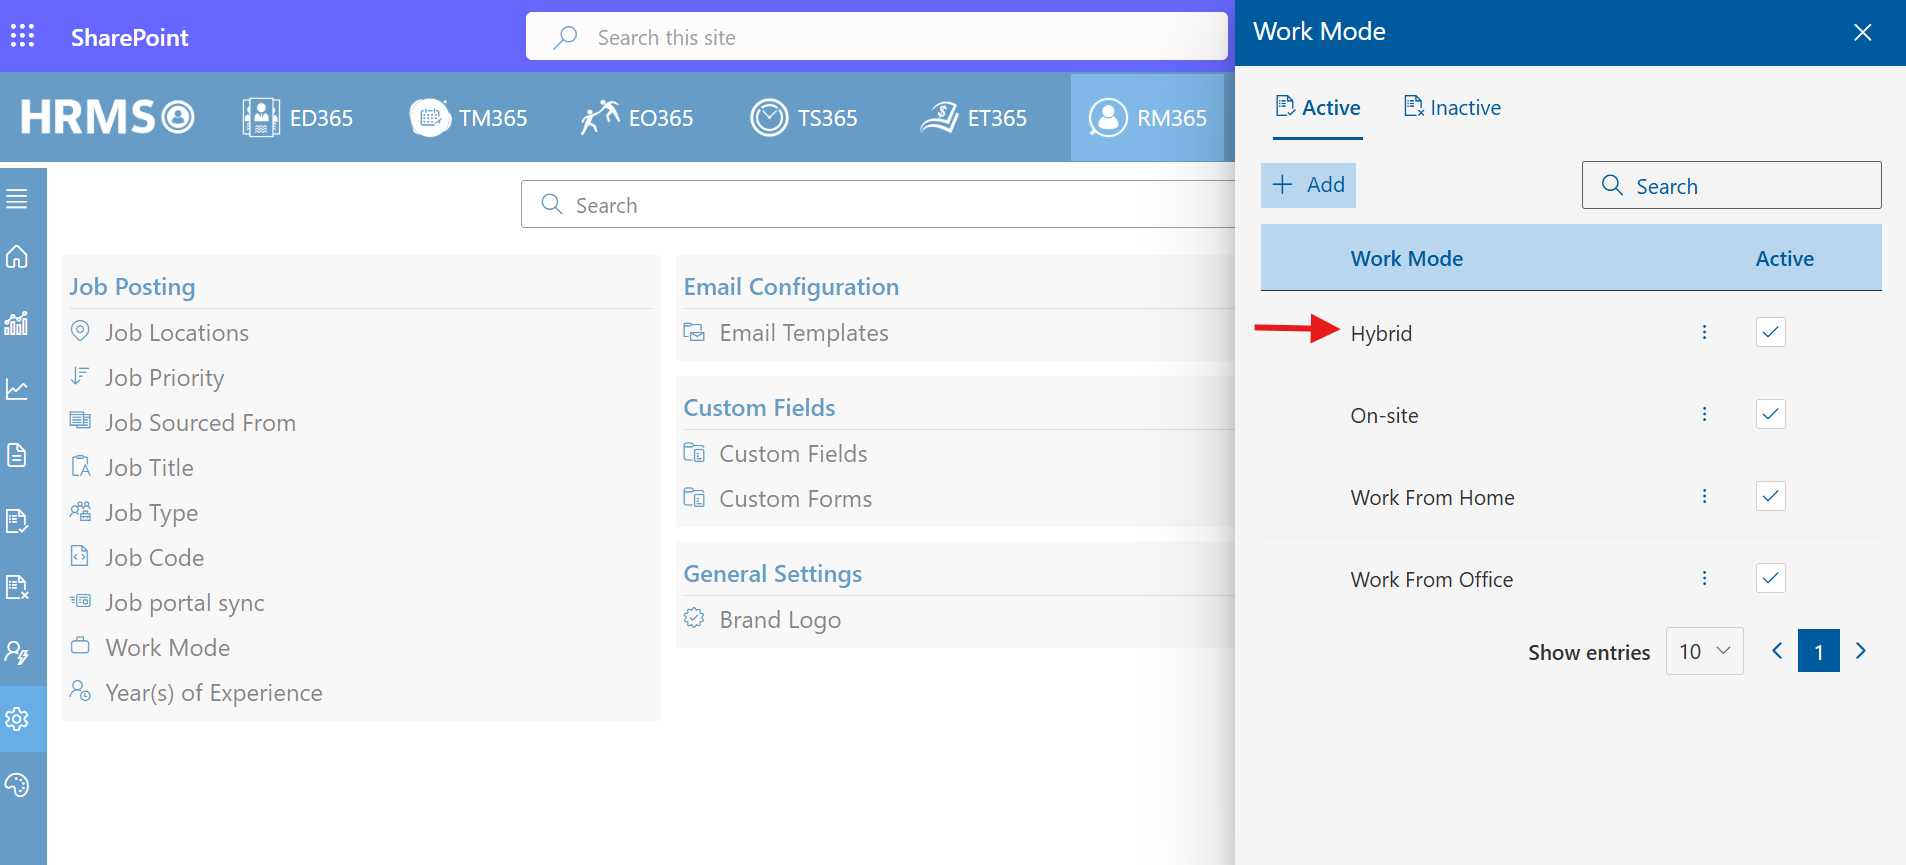 SharePoint
Search this site
HRMS
ED365
TM365
EO365
TS365
ET365
RM365
Search
Job Posting
Job Locations
Job Priority
Job Sourced From
Job Title
Job Type
Job Code
Job portal sync
Work Mode
Year(s) of Experience
Email Configuration
Email Templates
Custom Fields
Custom Fields
Custom Forms
General Settings
Brand Logo
Work Mode
Active
Inactive
Add
Search
Work Mode Active
Hybrid
On-site
Work From Home
Work From Office
Show entries 10 1